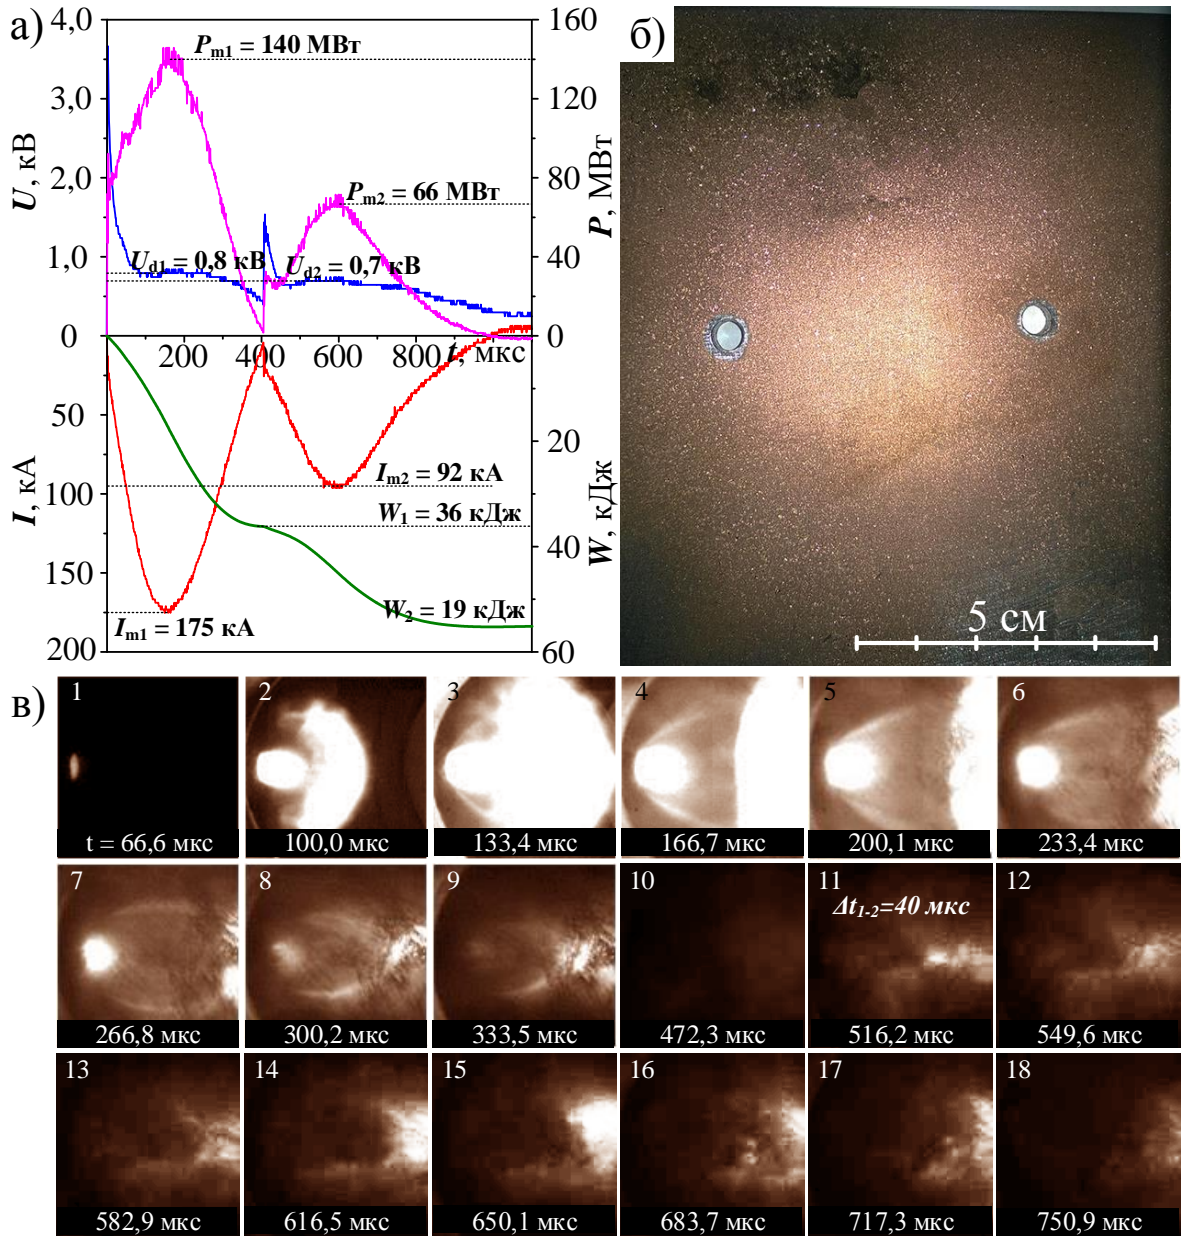 а)
4,0
3,0
2,0
1,0
0
U, кВ
160
120
80
40
0
P, МВт
Pm1 = 140 МВт
Pm2 = 66 МВт
Ud1 = 0,8 кВ
Ud2 = 0,7 кВ
200
400
600
800
t, мкс
50
100
150
200
I, кА
20
40
60
W, кДж
Im2 = 92 кА
W1 = 36 кДж
W2 = 19 кДж
Im1 = 175 кА
б)
5 см
в)
1
2
3
4
5
6
t = 66,6 мкс
100,0 мкс
133,4 мкс
166,7 мкс
200,1 мкс
233,4 мкс
7
8
9
10
11
12
Δt1-2=40 мкс
266,8 мкс
300,2 мкс
333,5 мкс
472,3 мкс
516,2 мкс
549,6 мкс
13
14
15
16
17
18
582,9 мкс
616,5 мкс
650,1 мкс
683,7 мкс
717,3 мкс
750,9 мкс